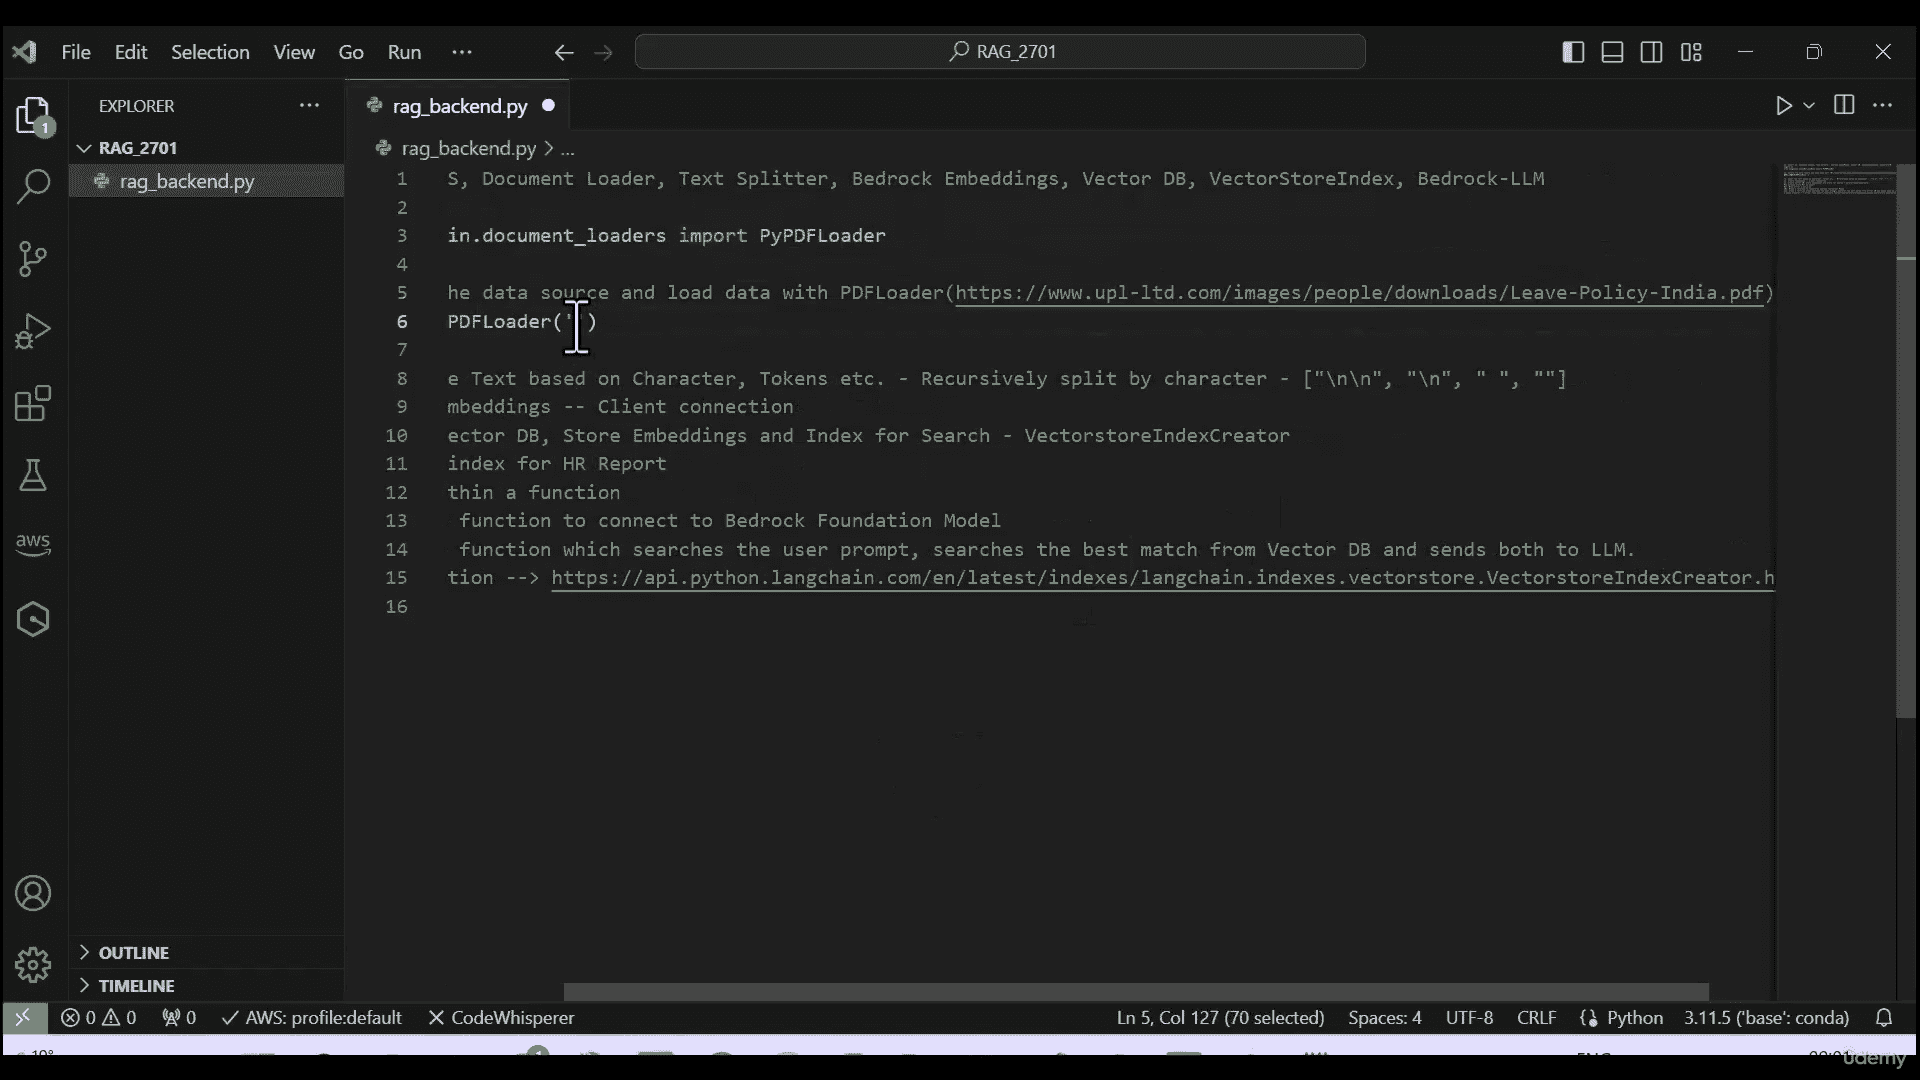 File Edit Selection View Go Run ··· RAG_2701
EXPLORER ···
RAG_2701
rag_backend.py
rag_backend.py
rag_backend.py > ...
1 S, Document Loader, Text Splitter, Bedrock Embeddings, Vector DB, VectorStoreIndex, Bedrock-LLM
2
3 in.document_loaders import PyPDFLoader
4
5 he data source and load data with PDFLoader(https://www.upl-ltd.com/images/people/downloads/Leave-Policy-India.pdf)
6 PDFLoader('')
7
8 e Text based on Character, Tokens etc. - Recursively split by character - ["\n\n", "\n", " ", ""]
9 mbeddings -- Client connection
10 ector DB, Store Embeddings and Index for Search - VectorstoreIndexCreator
11 index for HR Report
12 thin a function
13 function to connect to Bedrock Foundation Model
14 function which searches the user prompt, searches the best match from Vector DB and sends both to LLM.
15 tion --> https://api.python.langchain.com/en/latest/indexes/langchain.indexes.vectorstore.VectorstoreIndexCreator.h
16
1
aws
OUTLINE
TIMELINE
0 0 0 AWS: profile:default CodeWhisperer Ln 5, Col 127 (70 selected) Spaces: 4 UTF-8 CRLF Python 3.11.5 ('base': conda)
udemy